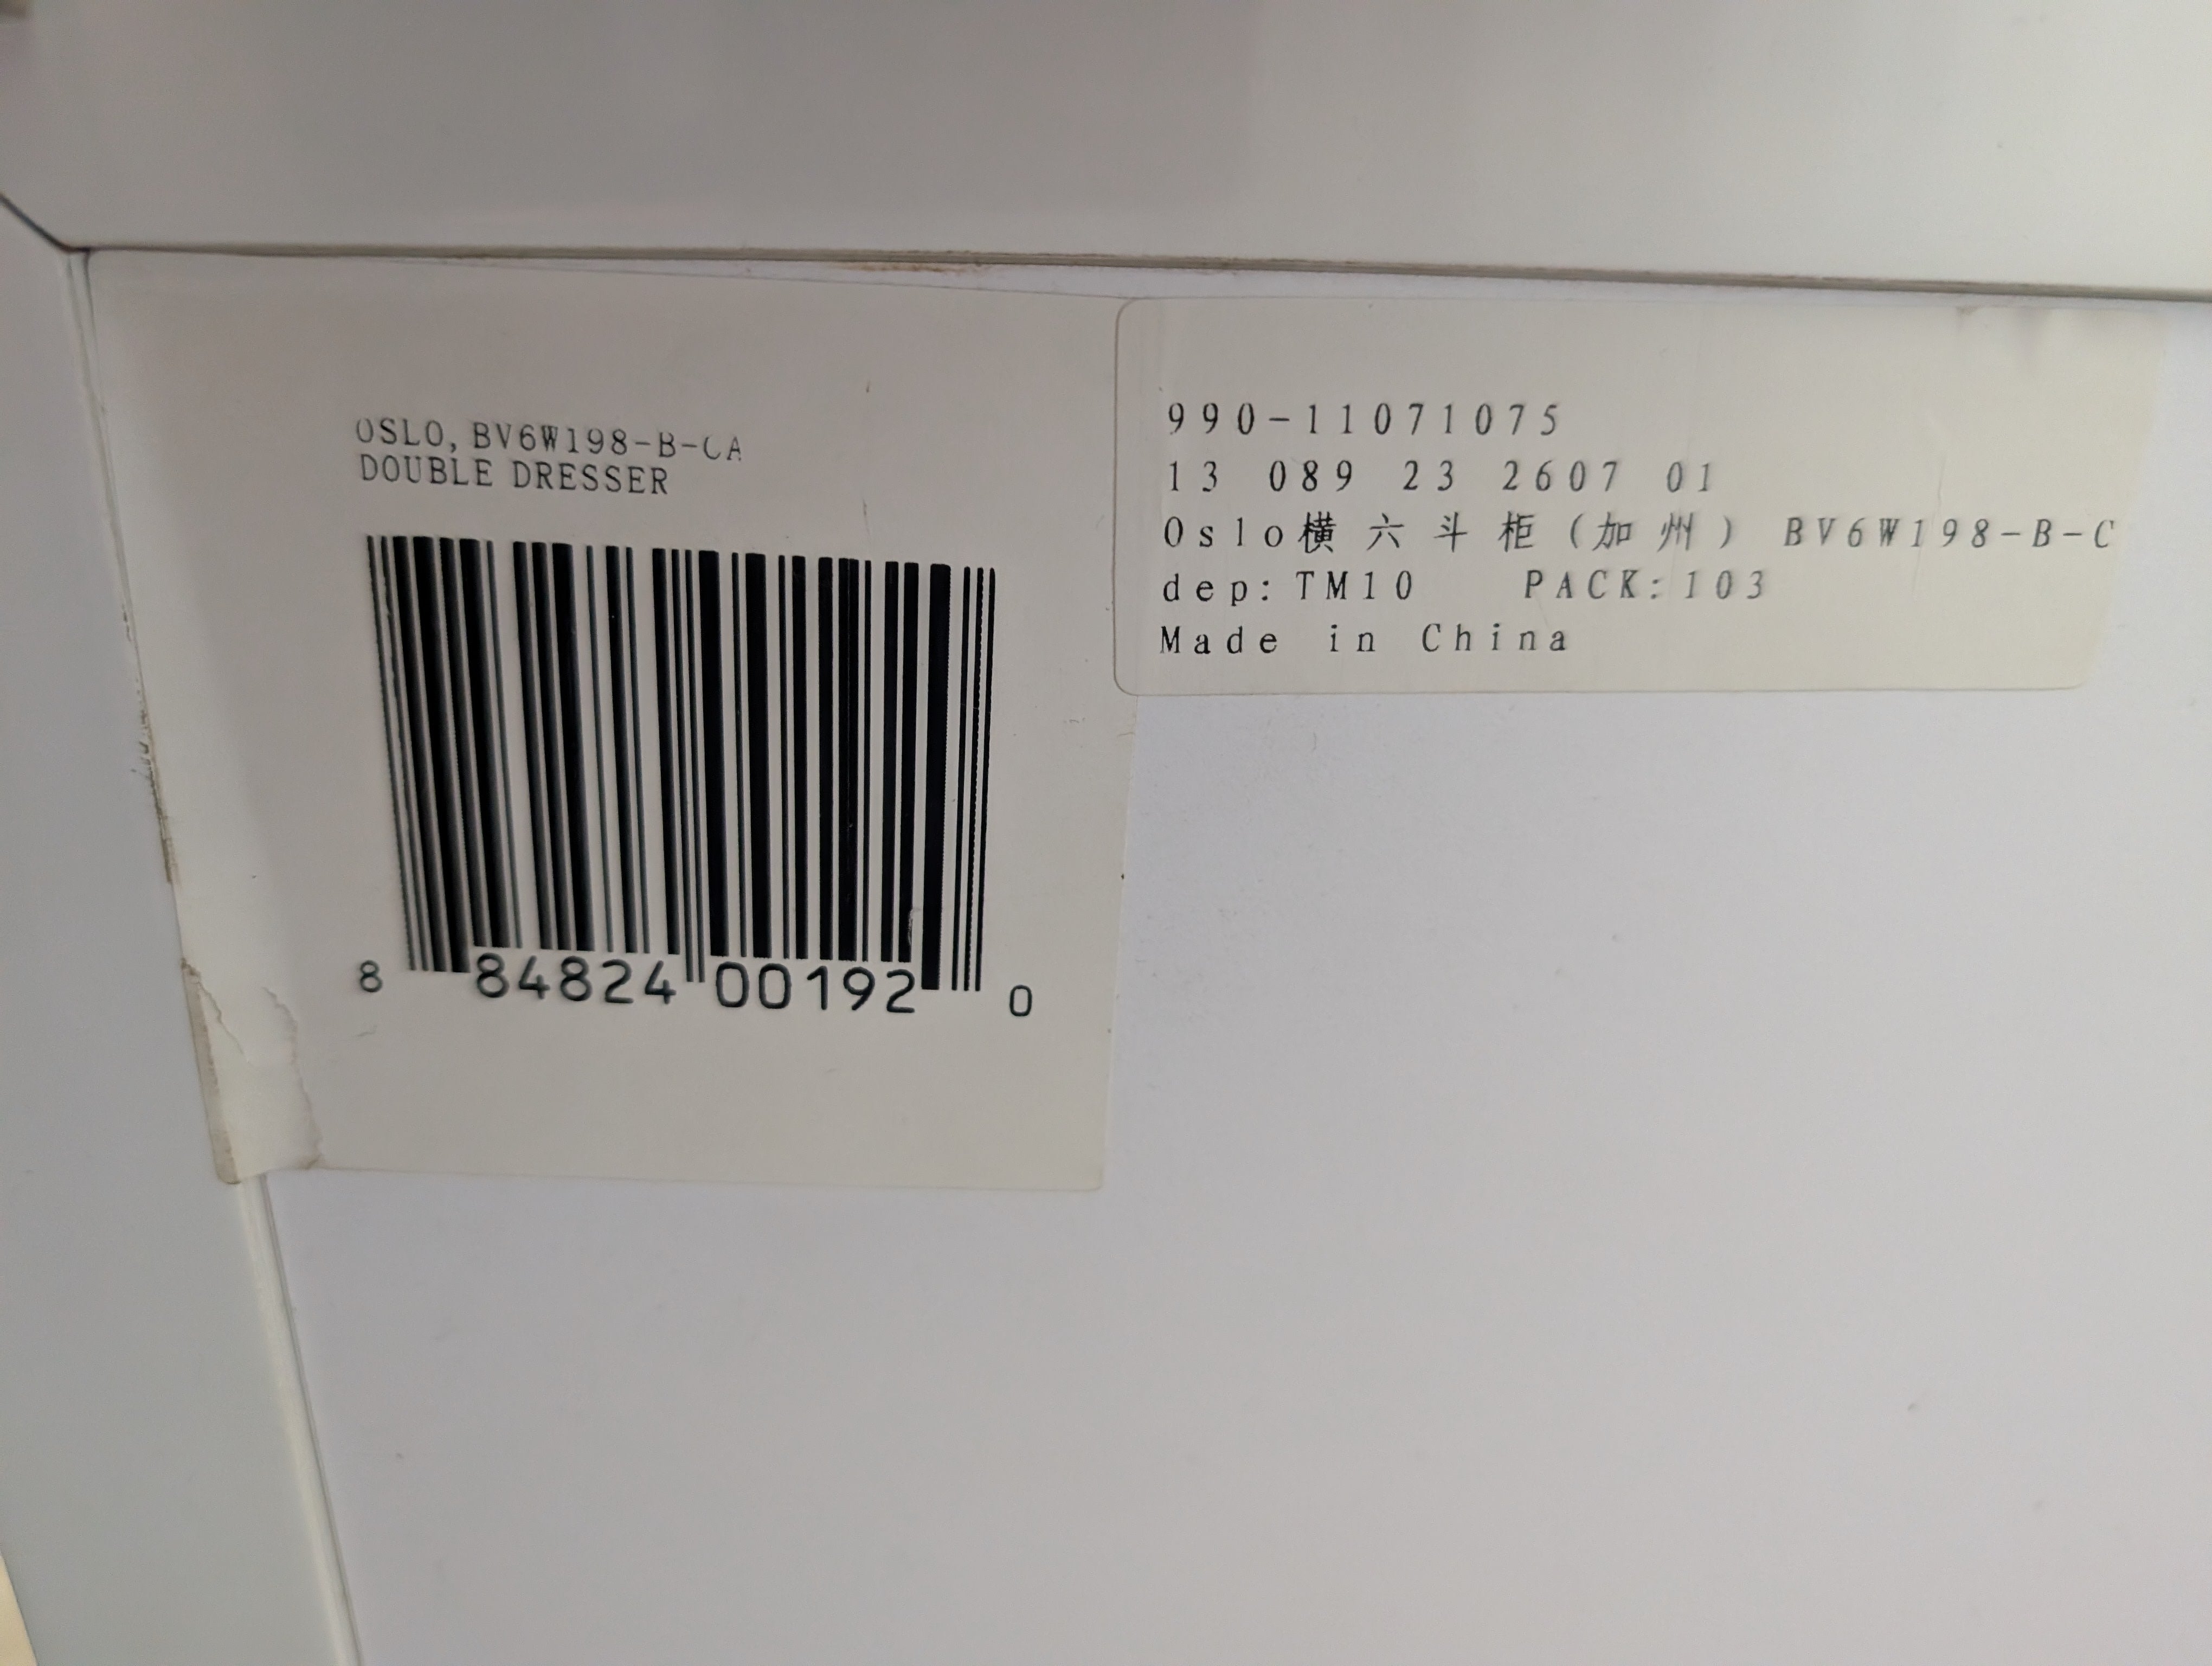 OSLO, BV6W198-B-CA
DOUBLE DRESSER
8 84824 00192 0
990-11071075
13 089 23 2607 01
Oslo横六斗柜(加州) BV6W198-B-C
dep:TM10 PACK:103
Made in China